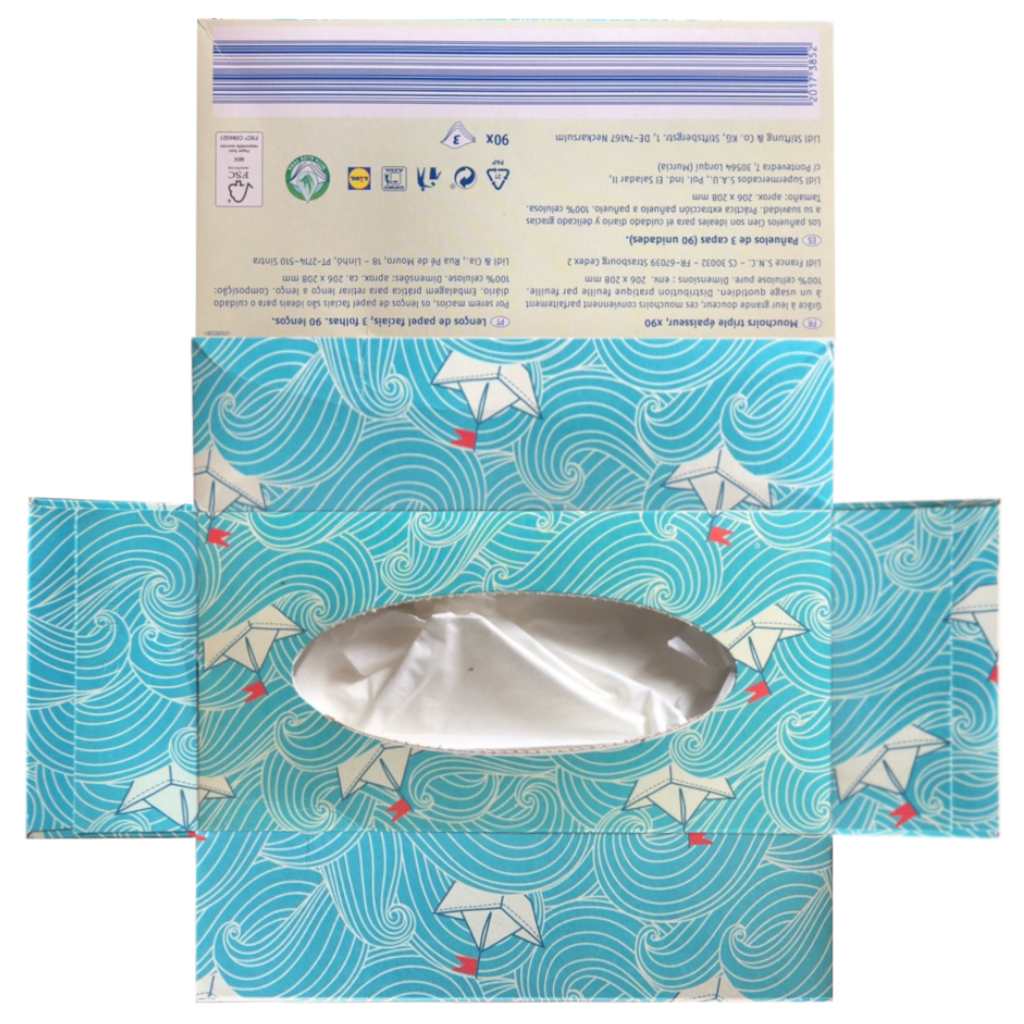 FR Mouchoirs triple épaisseur, x90
Grâce à leur grande douceur, ces mouchoirs conviennent parfaitement
à un usage quotidien. Distribution pratique feuille par feuille.
100% cellulose pure. Dimensions : env. 206 x 208 mm
Lidl France S.N.C. – CS 30032 – FR-67039 Strasbourg Cedex 2
ES Pañuelos de 3 capas (90 unidades).
Los pañuelos Cien son ideales para el cuidado diario y delicado gracias
a su suavidad. Práctica extracción pañuelo a pañuelo. 100% celulosa.
Tamaño: aprox. 206 x 208 mm
Lidl Supermercados S.A.U., Pol. Ind. El Saladar II,
c/ Pontevedra 7, 30564 Lorquí (Murcia)
Lidl Stiftung & Co. KG, Stiftsbergstr. 1, DE-74167 Neckarsulm
PT Lenços de papel faciais, 3 folhas. 90 lenços.
Por serem macios, os lenços de papel faciais são ideais para o cuidado
diário. Embalagem prática para retirar lenço a lenço. Composição:
100% celulose. Dimensões: aprox. ca. 206 x 208 mm
Lidl & Cia., Rua Pé de Mouro, 18 – Linhó, PT-2714-510 Sintra
21
PAP
LIDL
FSC
MIX
90x
3
2017-3852